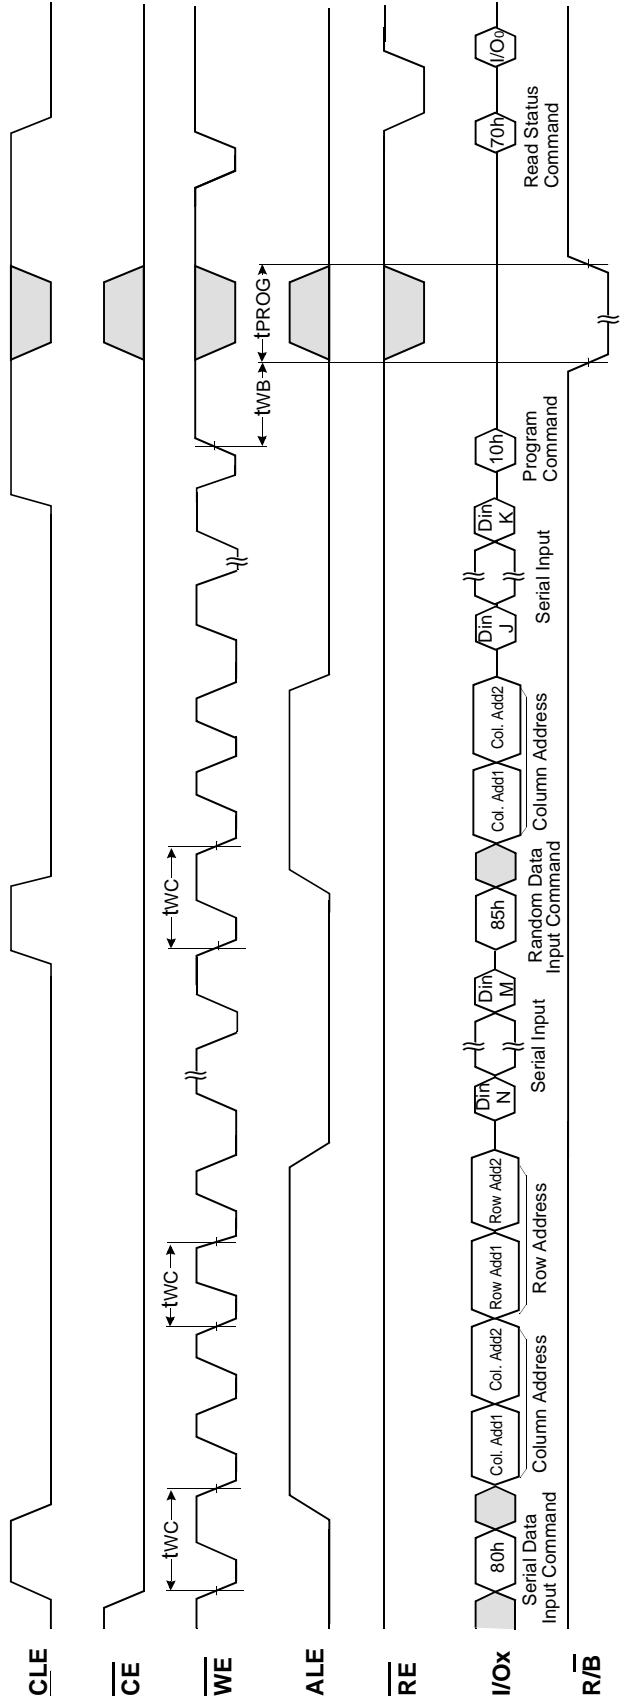 CLE
CE
WE
tWC
tWC
tWC
tWB
tPROG
ALE
RE
I/Ox
80h
Col. Add1
Col. Add2
Row Add1
Row Add2
Din
N
Din
M
85h
Col. Add1
Col. Add2
Din
J
Din
K
10h
70h
I/O0
Serial Data
Input Command
Column Address
Row Address
Serial Input
Random Data
Input Command
Column Address
Serial Input
Program
Command
Read Status
Command
R/B